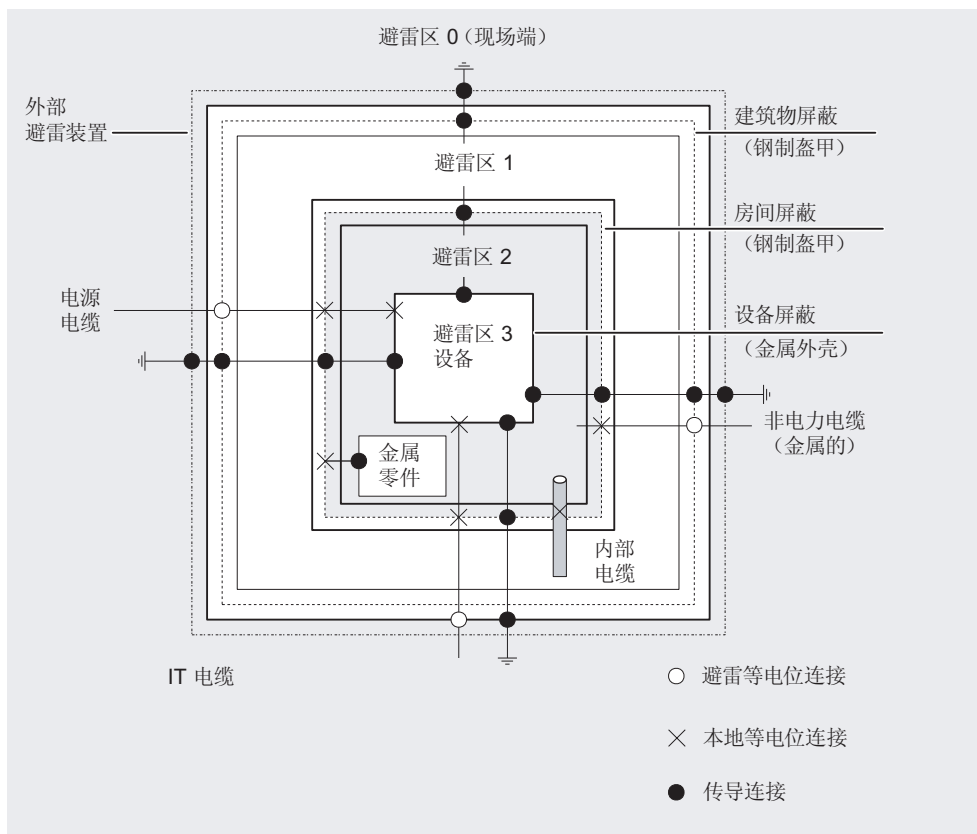 避雷区 0（现场端）
外部
避雷装置
建筑物屏蔽
（钢制盔甲）
避雷区 1
房间屏蔽
（钢制盔甲）
避雷区 2
电源
电缆
避雷区 3
设备
设备屏蔽
（金属外壳）
非电力电缆
（金属的）
金属
零件
内部
电缆
IT 电缆
避雷等电位连接
本地等电位连接
传导连接